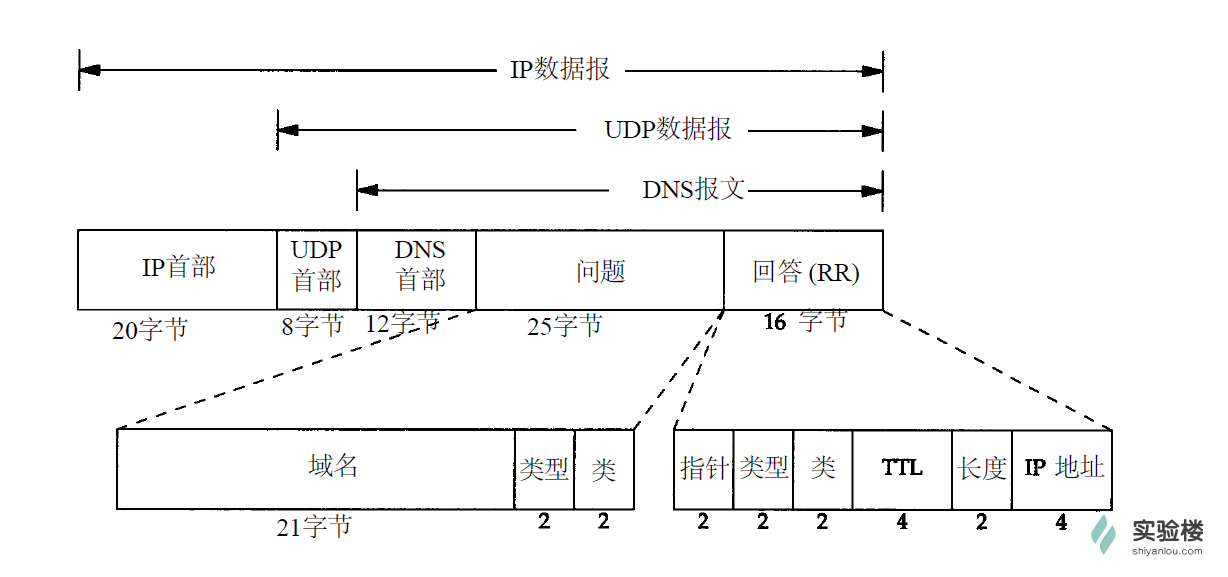 IP数据报
UDP数据报
DNS报文
IP首部
UDP
首部
DNS
首部
问题
回答 (RR)
20字节
8字节
12字节
25字节
16 字节
域名
类型
类
指针
类型
类
TTL
长度
IP 地址
21字节
2
2
2
2
2
4
2
4
实验楼
shiyanlou.com